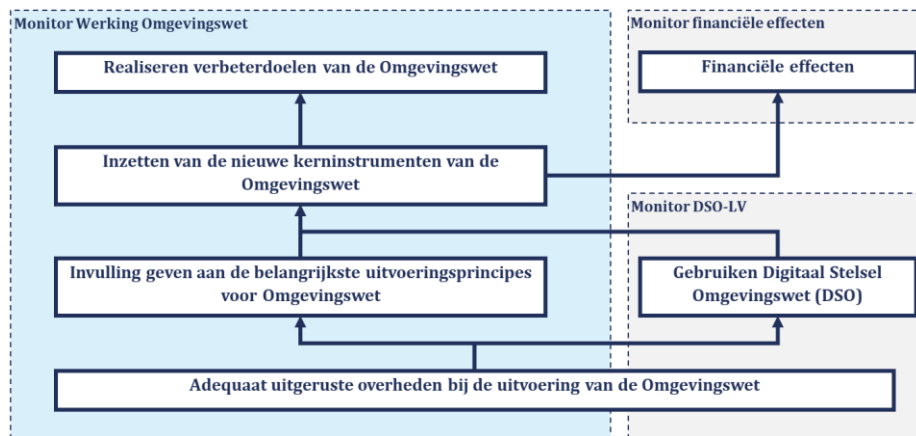 Monitor Werking Omgevingswet
Realiseren verbeterdoelen van de Omgevingswet
Inzetten van de nieuwe kerninstrumenten van de
Omgevingswet
Invulling geven aan de belangrijkste uitvoeringsprincipes
voor Omgevingswet
Adequaat uitgeruste overheden bij de uitvoering van de Omgevingswet
Monitor financiële effecten
Financiële effecten
Monitor DSO-LV
Gebruiken Digitaal Stelsel
Omgevingswet (DSO)